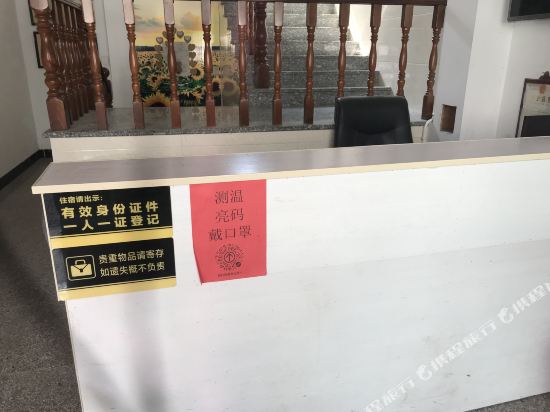 住宿请出示:
有效身份证件
一人一证登记
贵重物品请寄存
如遗失概不负责
测温
亮码
戴口罩
携程旅行
携程旅行